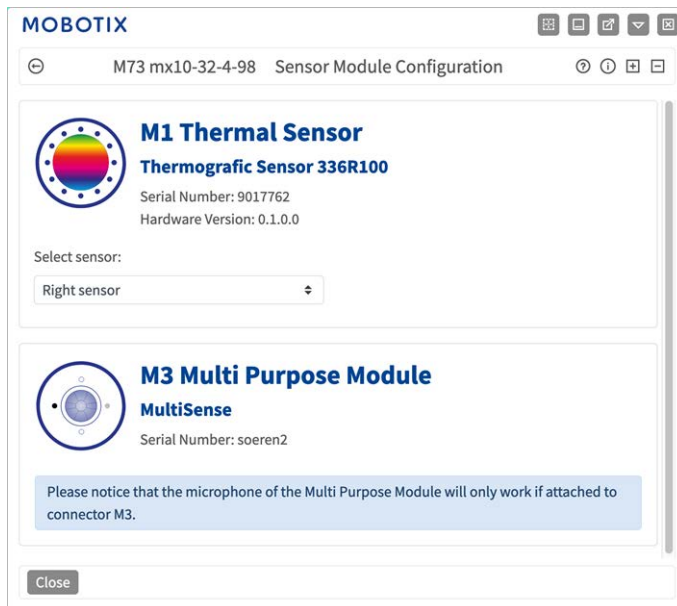 MOBOTIX
M73 mx10-32-4-98 Sensor Module Configuration
M1 Thermal Sensor
Thermografic Sensor 336R100
Serial Number: 9017762
Hardware Version: 0.1.0.0
Select sensor:
Right sensor
M3 Multi Purpose Module
MultiSense
Serial Number: soeren2
Please notice that the microphone of the Multi Purpose Module will only work if attached to
connector M3.
Close